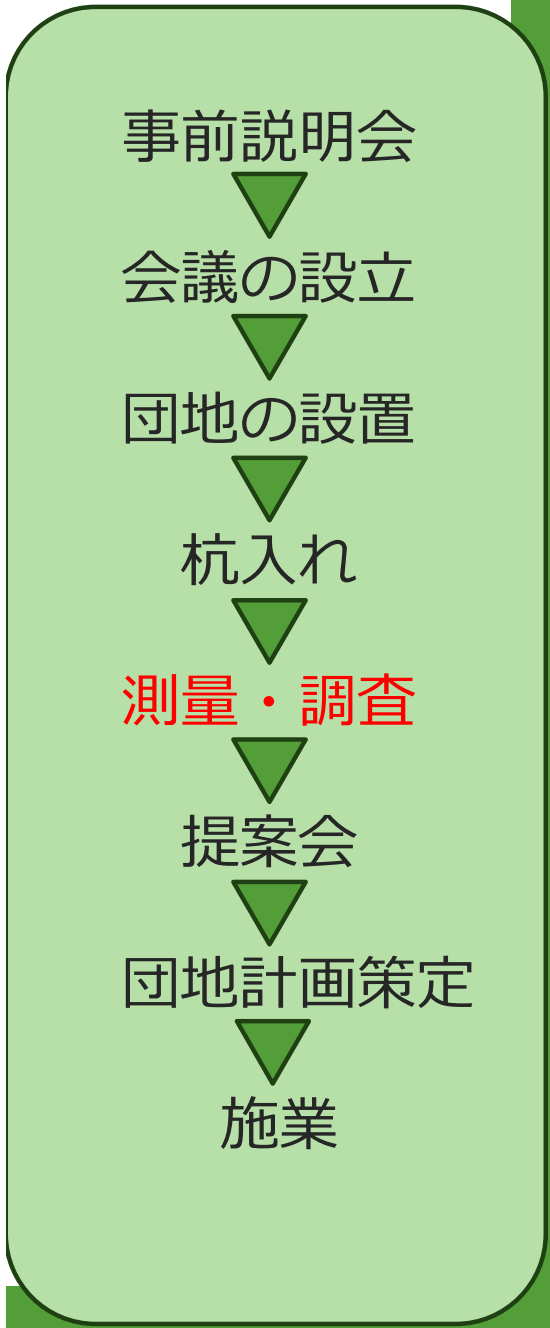 事前説明会
会議の設立
団地の設置
杭入れ
測量・調査
提案会
団地計画策定
施業